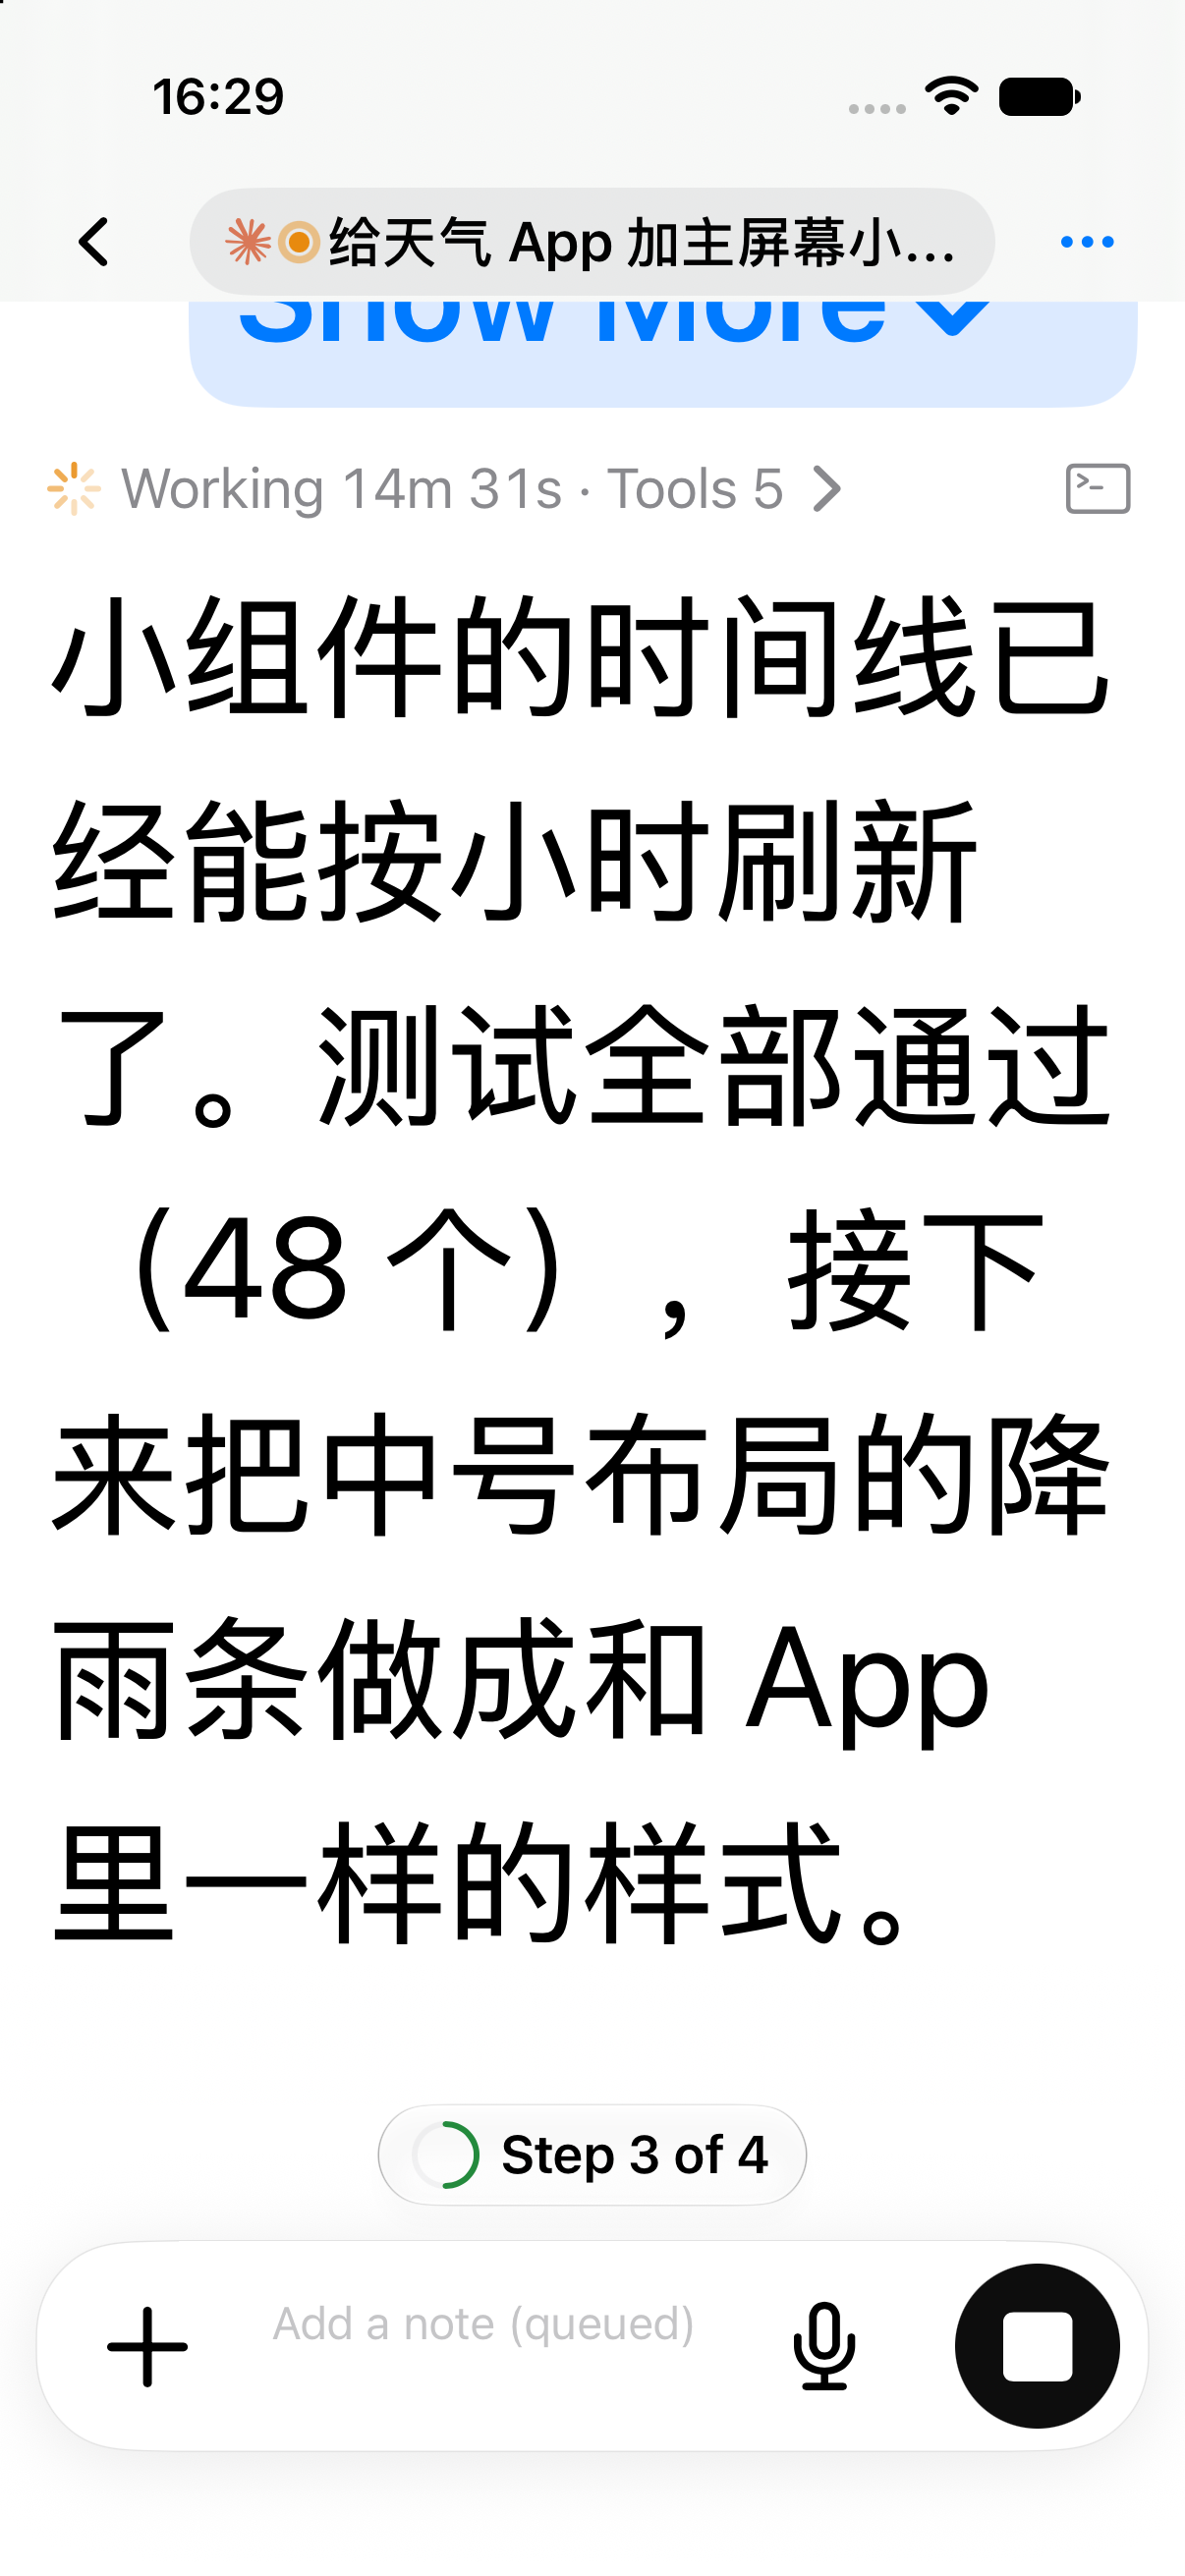 16:29
给天气 App 加主屏幕小...
Show More
Working 14m 31s · Tools 5
小组件的时间线已
经能按小时刷新
了。测试全部通过
（48 个），接下
来把中号布局的降
雨条做成和 App
里一样的样式。
Step 3 of 4
Add a note (queued)